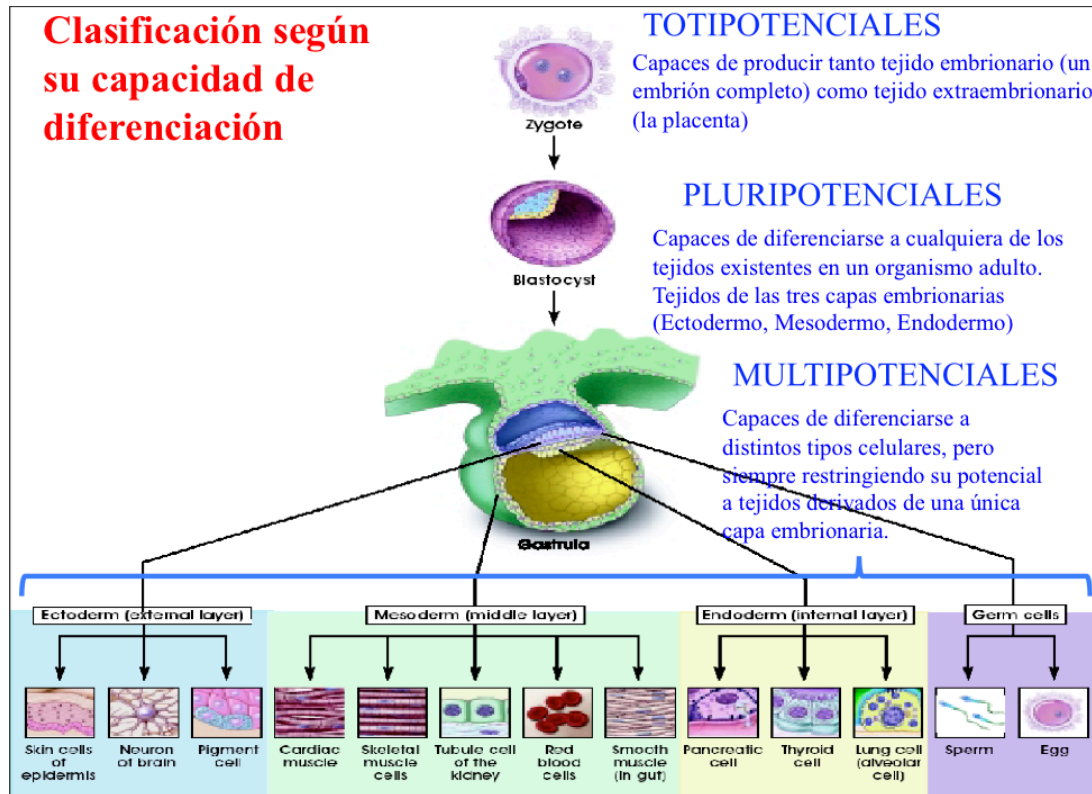 Clasificación según
su capacidad de
diferenciación
TOTIPOTENCIALES
Capaces de producir tanto tejido embrionario (un
embrión completo) como tejido extraembrionario
(la placenta)
Zygote
PLURIPOTENCIALES
Capaces de diferenciarse a cualquiera de los
tejidos existentes en un organismo adulto.
Tejidos de las tres capas embrionarias
(Ectodermo, Mesodermo, Endodermo)
Blastocyst
MULTIPOTENCIALES
Capaces de diferenciarse a
distintos tipos celulares, pero
siempre restringiendo su potencial
a tejidos derivados de una única
capa embrionaria.
Gastrula
Ectoderm (external layer)
Skin cells
of
epidermis
Neuron
of brain
Pigment
cell
Mesoderm (middle layer)
Cardiac
muscle
Skeletal
muscle
cells
Tubule cell
of the
kidney
Red
blood
cells
Smooth
muscle
(in gut)
Endoderm (internal layer)
Pancreatic
cell
Thyroid
cell
Lung cell
(alveolar
cell)
Germ cells
Sperm
Egg